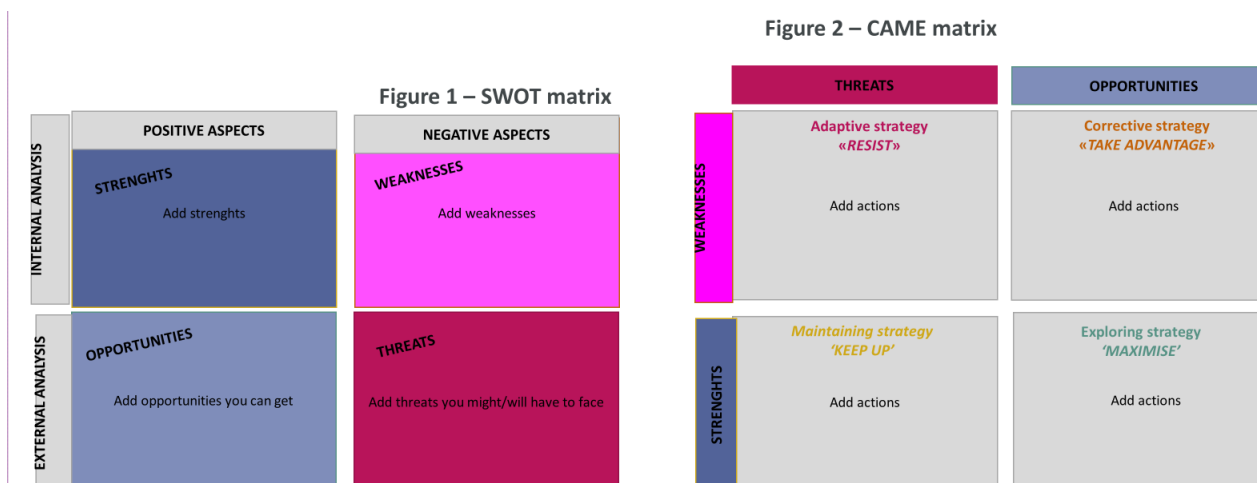 Figure 1 – SWOT matrix
POSITIVE ASPECTS
NEGATIVE ASPECTS
INTERNAL ANALYSIS
STRENGHTS
Add strenghts
WEAKNESSES
Add weaknesses
EXTERNAL ANALYSIS
OPPORTUNITIES
Add opportunities you can get
THREATS
Add threats you might/will have to face
Figure 2 – CAME matrix
THREATS
OPPORTUNITIES
WEAKNESSES
Adaptive strategy
«RESIST»
Add actions
Corrective strategy
«TAKE ADVANTAGE»
Add actions
STRENGHTS
Maintaining strategy
‘KEEP UP’
Add actions
Exploring strategy
‘MAXIMISE’
Add actions